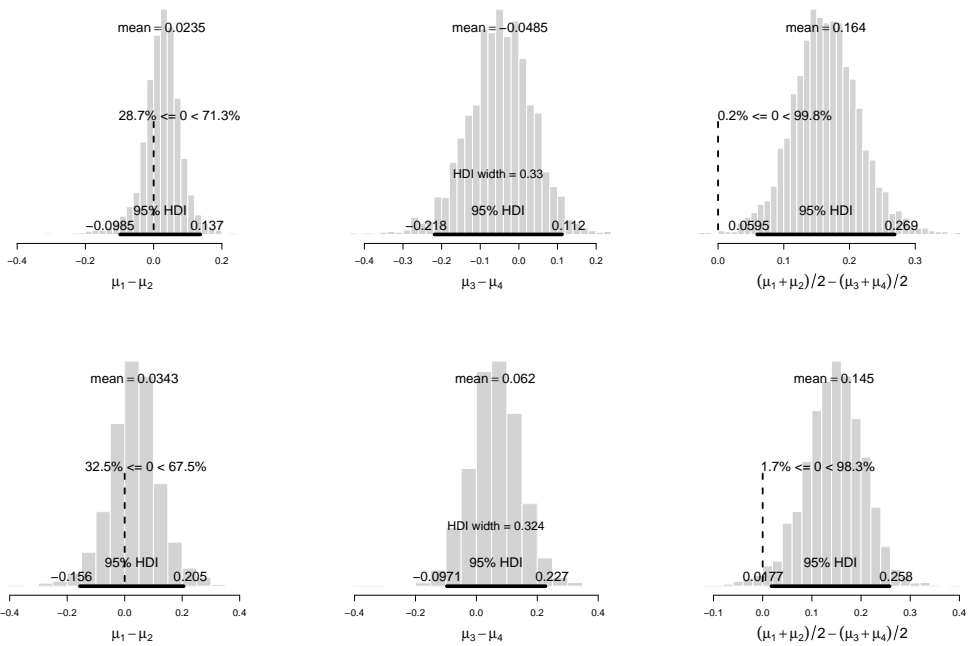 mean = 0.0235
28.7% <= 0 < 71.3%
95% HDI
−0.0985 0.137
−0.4 −0.2 0.0 0.2
μ1 − μ2
mean = −0.0485
HDI width = 0.33
95% HDI
−0.218 0.112
−0.4 −0.3 −0.2 −0.1 0.0 0.1 0.2
μ3 − μ4
mean = 0.164
0.2% <= 0 < 99.8%
95% HDI
0.0595 0.269
0.0 0.1 0.2 0.3
(μ1 + μ2)/2 − (μ3 + μ4)/2
mean = 0.0343
32.5% <= 0 < 67.5%
95% HDI
−0.156 0.205
−0.4 −0.2 0.0 0.2 0.4
μ1 − μ2
mean = 0.062
HDI width = 0.324
95% HDI
−0.0971 0.227
−0.4 −0.2 0.0 0.2 0.4
μ3 − μ4
mean = 0.145
1.7% <= 0 < 98.3%
95% HDI
0.0177 0.258
−0.1 0.0 0.1 0.2 0.3 0.4
(μ1 + μ2)/2 − (μ3 + μ4)/2